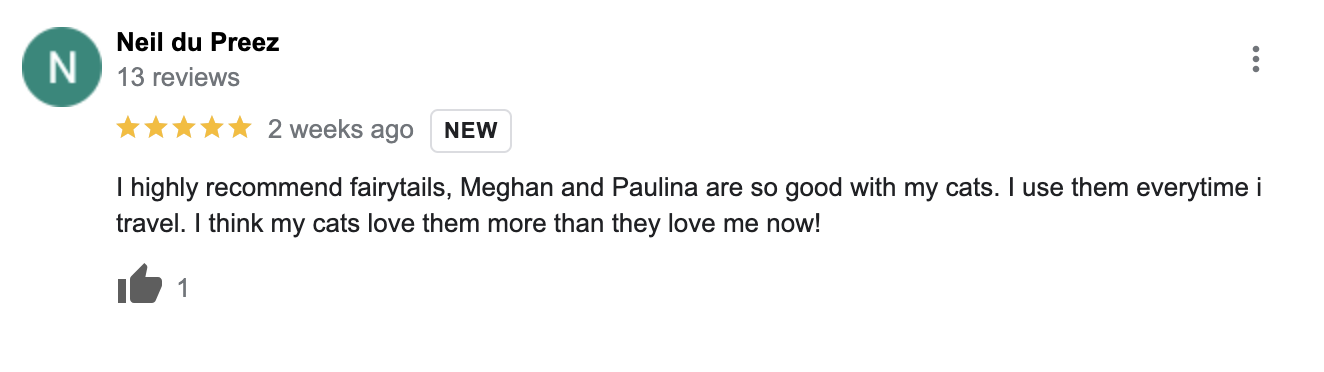 N
Neil du Preez
13 reviews
2 weeks ago NEW
I highly recommend fairytails, Meghan and Paulina are so good with my cats. I use them everytime i
travel. I think my cats love them more than they love me now!
1